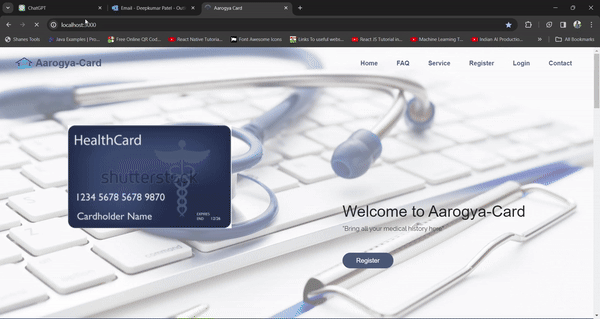 ChatGPT
Email - Deepkumar Patel - Out
Aarogya Card
localhost:3000
Shares Tools
Java Examples | Pro...
Free Online QR Cod...
React Native Tutoria...
Font Awesome Icons
Links To useful webs...
React JS Tutorial in...
Machine Learning T...
Indian AI Productio...
All Bookmarks
Aarogya-Card
Home
FAQ
Service
Register
Login
Contact
HealthCard
shutterstock
1234 5678 5678 9870
EXPIRES
END 12/26
Cardholder Name
Welcome to Aarogya-Card
"Bring all your medical history here"
Register